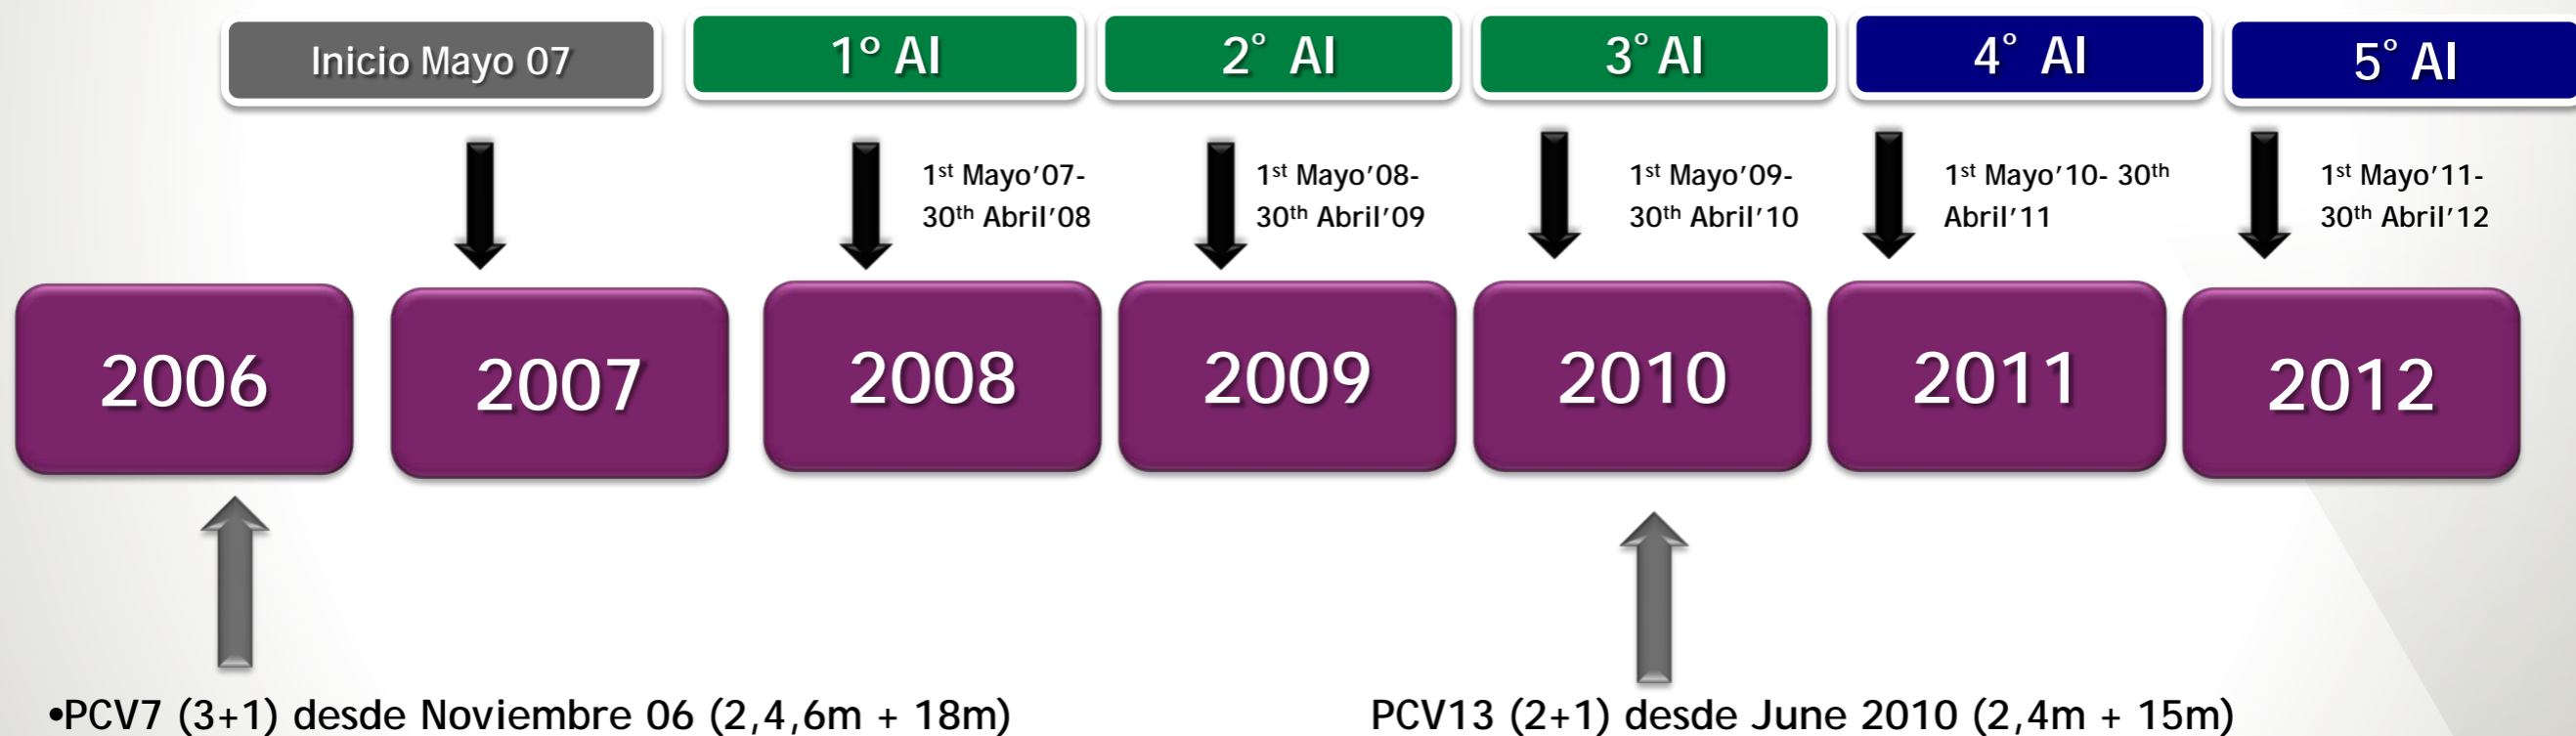 Inicio Mayo 07
1º AI
2° AI
3° AI
4° AI
5° AI
1st Mayo'07-
30th Abril'08
1st Mayo'08-
30th Abril'09
1st Mayo'09-
30th Abril'10
1st Mayo'10- 30th
Abril'11
1st Mayo'11-
30th Abril'12
2006
2007
2008
2009
2010
2011
2012
•PCV7 (3+1) desde Noviembre 06 (2,4,6m + 18m)
PCV13 (2+1) desde June 2010 (2,4m + 15m)